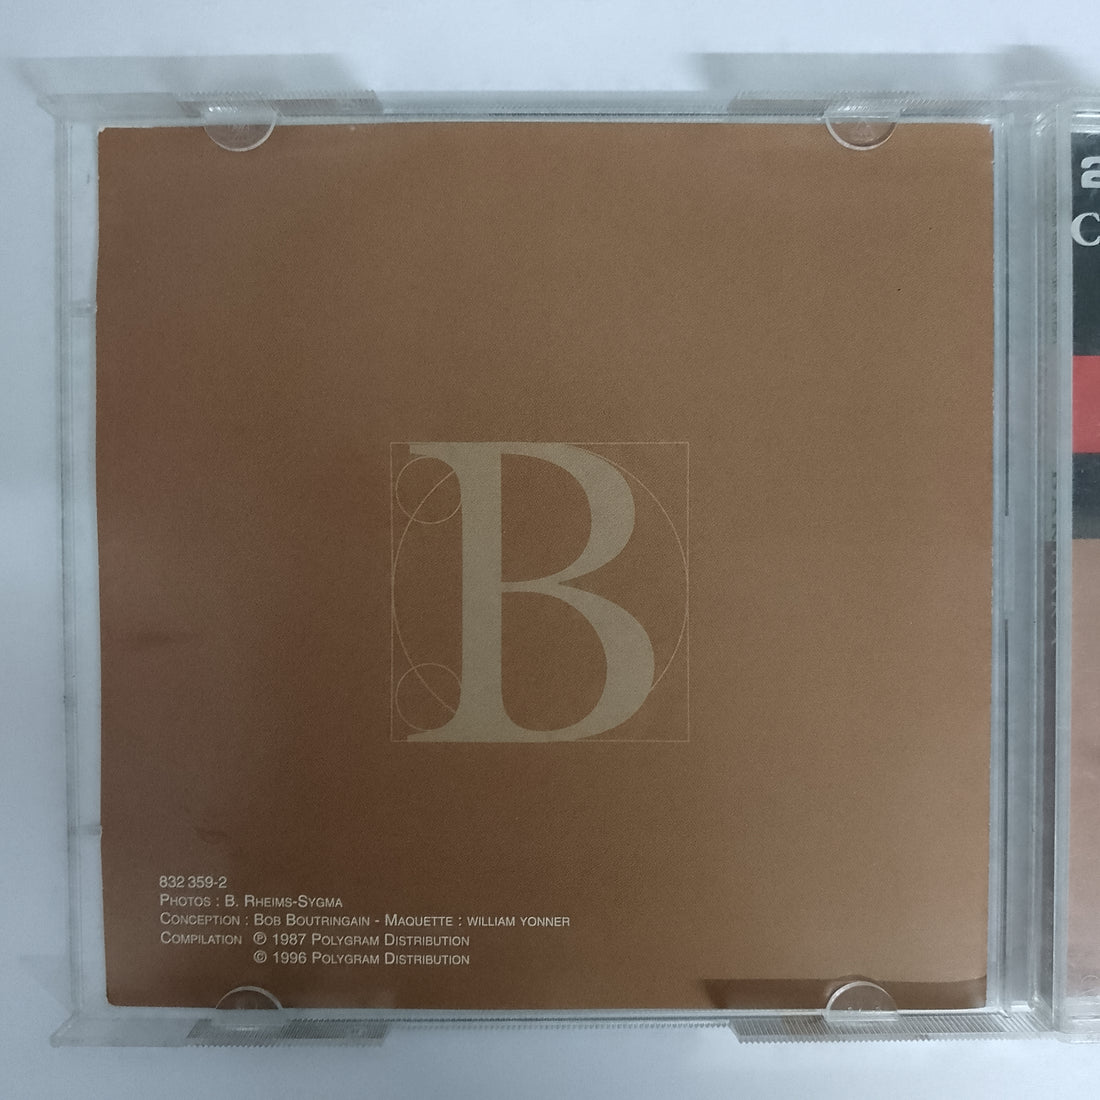 B
832 359-2
PHOTOS : B. RHEIMS-SYGMA
CONCEPTION : BOB BOUTRINGAIN - MAQUETTE : WILLIAM YONNER
COMPILATION ℗ 1987 POLYGRAM DISTRIBUTION
© 1996 POLYGRAM DISTRIBUTION